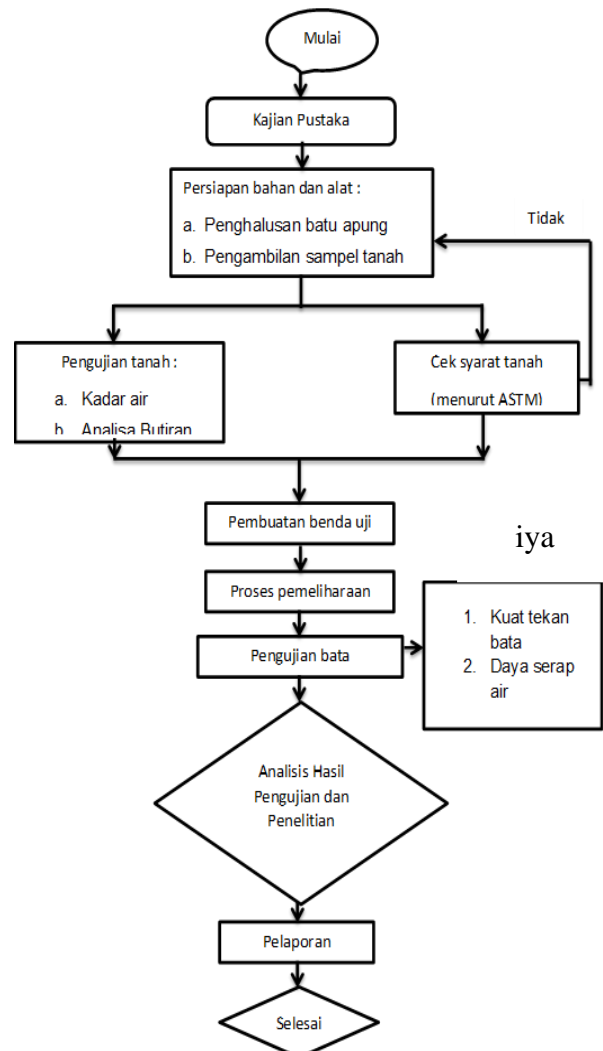 Mulai
Kajian Pustaka
Persiapan bahan dan alat :
a. Penghalusan batu apung
b. Pengambilan sampel tanah
Tidak
Pengujian tanah :
a. Kadar air
b. Analisa Butiran
Cek syarat tanah
(menurut ASTM)
Pembuatan benda uji
iya
Proses pemeliharaan
Pengujian bata
1. Kuat tekan
bata
2. Daya serap
air
Analisis Hasil
Pengujian dan
Penelitian
Pelaporan
Selesai